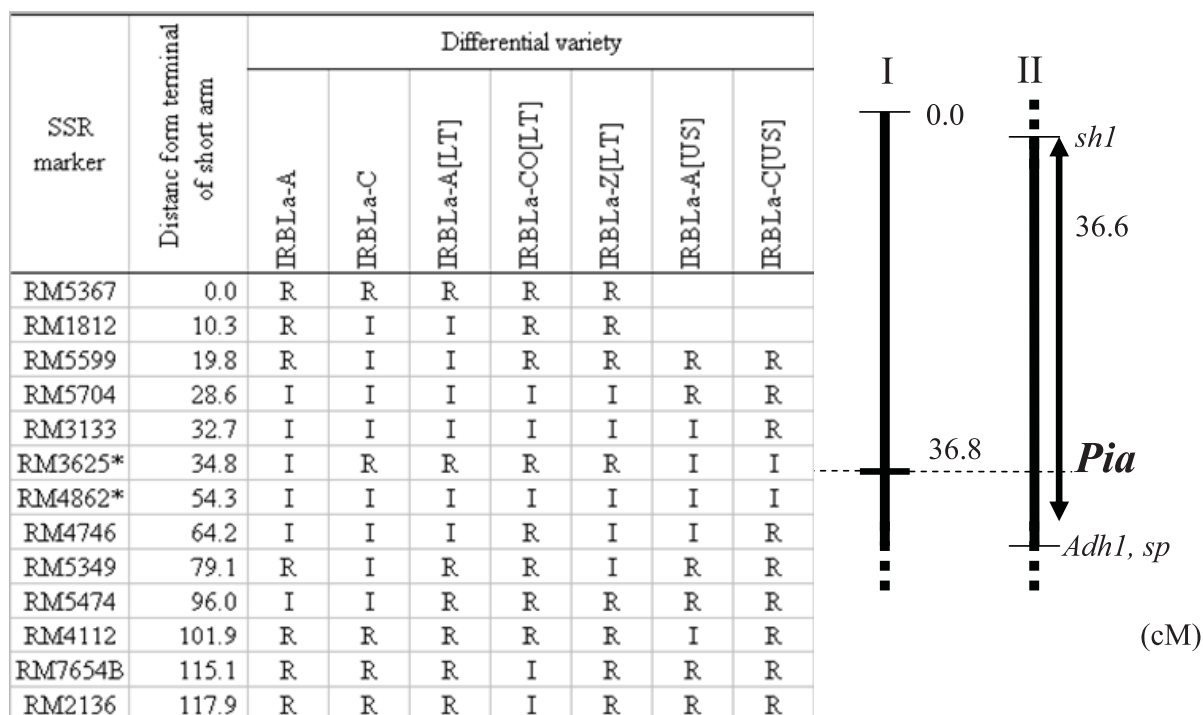 SSR marker | Distanc form terminal of short arm | Differential variety
IRBLa-A | IRBLa-C | IRBLa-A[LT] | IRBLa-CO[LT] | IRBLa-Z[LT] | IRBLa-A[US] | IRBLa-C[US]
RM5367 0.0 R R R R R
RM1812 10.3 R I I R R
RM5599 19.8 R I I R R R R
RM5704 28.6 I I I I I R R
RM3133 32.7 I I I I I I R
RM3625* 34.8 I R R R R I I
RM4862* 54.3 I I I I I I I
RM4746 64.2 I I I R I I R
RM5349 79.1 R I R R I R R
RM5474 96.0 I I R R R R R
RM4112 101.9 R R R R R I R
RM7654B 115.1 R R R I R R R
RM2136 117.9 R R R I R R R
I II
0.0
sh1
36.6
36.8 Pia
Adh1, sp
(cM)